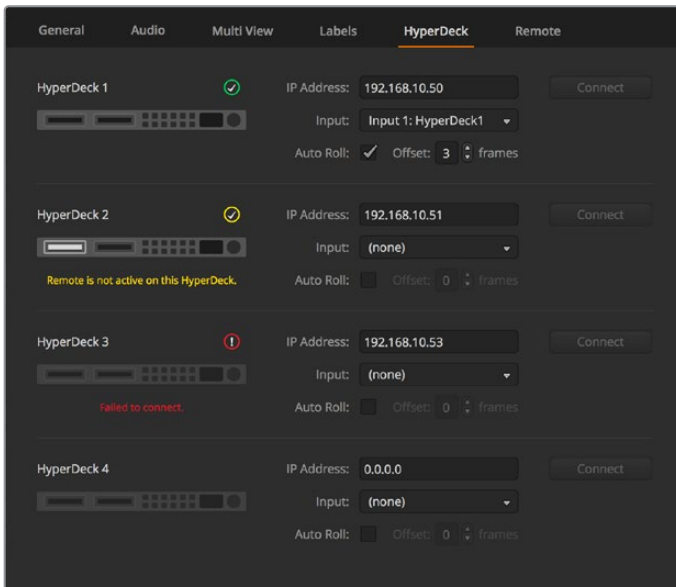 General Audio Multi View Labels HyperDeck Remote
HyperDeck 1 IP Address: 192.168.10.50 Connect
Input: Input 1: HyperDeck1
Auto Roll: Offset: 3 frames
HyperDeck 2 IP Address: 192.168.10.51 Connect
Input: (none)
Remote is not active on this HyperDeck. Auto Roll: Offset: 0 frames
HyperDeck 3 IP Address: 192.168.10.53 Connect
Input: (none)
Failed to connect. Auto Roll: Offset: 0 frames
HyperDeck 4 IP Address: 0.0.0.0 Connect
Input: (none)
Auto Roll: Offset: 0 frames